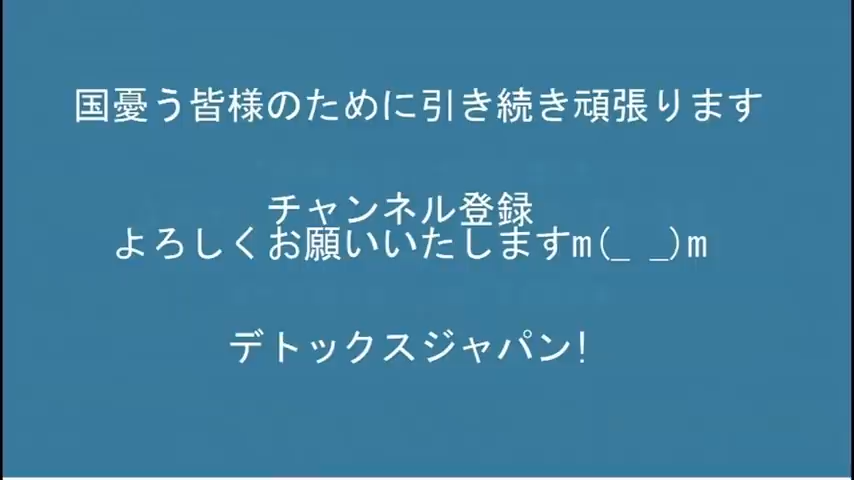 国憂う皆様のために引き続き頑張ります
チャンネル登録
よろしくお願いいたしますm(_ _)m
デトックスジャパン!